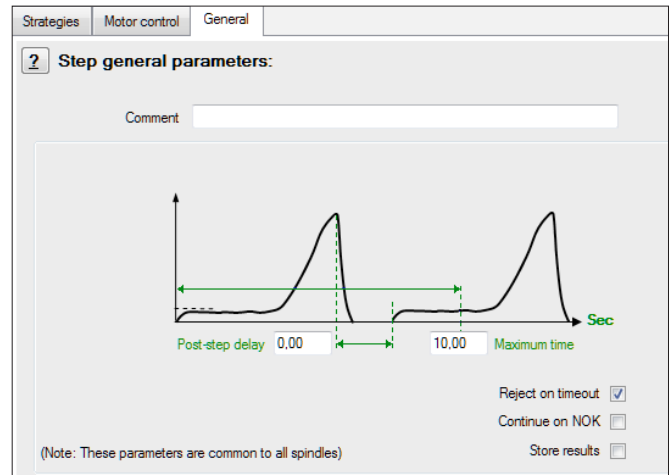 Strategies Motor control General
? Step general parameters:
Comment
Sec
Post-step delay 0,00 10,00 Maximum time
Reject on timeout
Continue on NOK
(Note: These parameters are common to all spindles) Store results